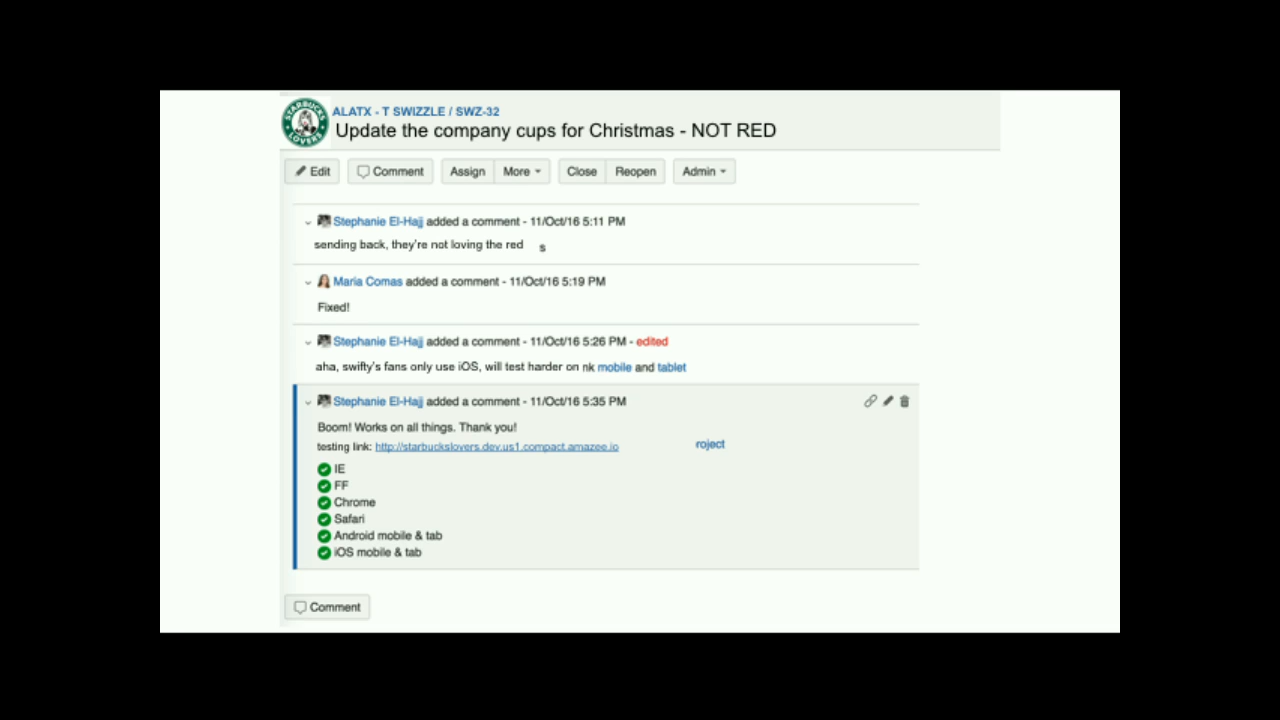 STARBUCKS
LOVERS
ALATX - T SWIZZLE / SWZ-32
Update the company cups for Christmas - NOT RED
Edit
Comment
Assign
More
Close
Reopen
Admin
Stephanie El-Hajj added a comment - 11/Oct/16 5:11 PM
sending back, they're not loving the red s
Maria Comas added a comment - 11/Oct/16 5:19 PM
Fixed!
Stephanie El-Hajj added a comment - 11/Oct/16 5:26 PM - edited
aha, swifty's fans only use iOS, will test harder on nk mobile and tablet
Stephanie El-Hajj added a comment - 11/Oct/16 5:35 PM
Boom! Works on all things. Thank you!
testing link: http://starbuckslovers.dev.us1.compact.amazee.io roject
IE
FF
Chrome
Safari
Android mobile & tab
iOS mobile & tab
Comment